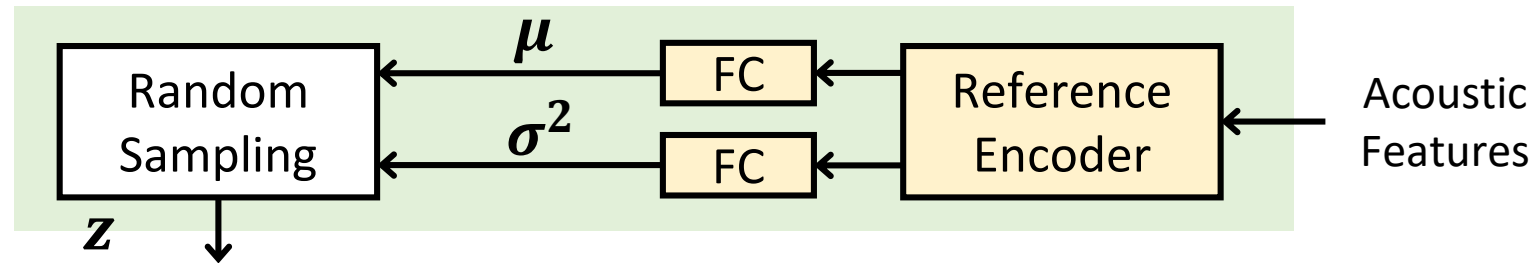 μ
Random
Sampling
FC
Reference
Encoder
Acoustic
Features
σ²
FC
z